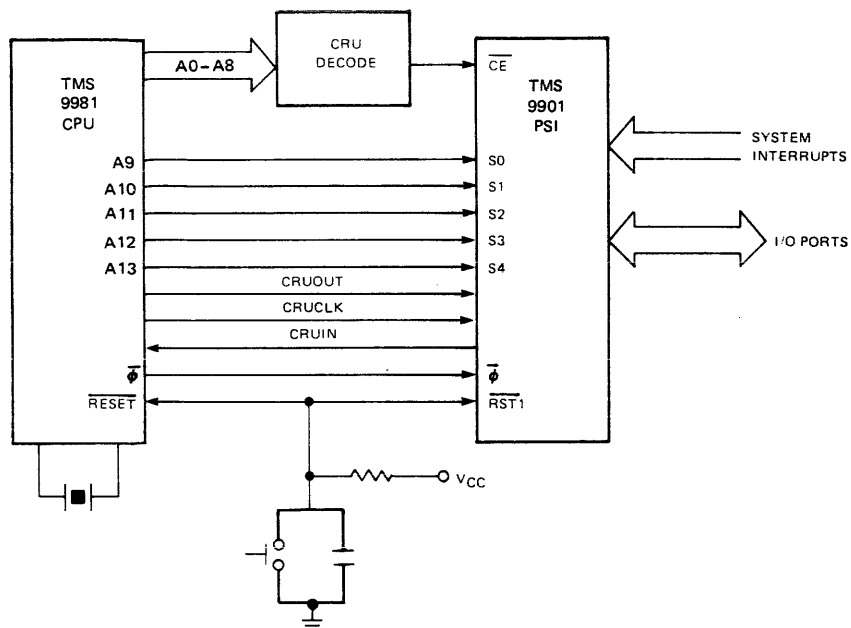 TMS
9981
CPU
A0-A8
CRU
DECODE
CE
TMS
9901
PSI
SYSTEM
INTERRUPTS
I/O PORTS
A9
S0
A10
S1
A11
S2
A12
S3
A13
S4
CRUOUT
CRUCLK
CRUIN
φ
φ
RESET
RST1
VCC